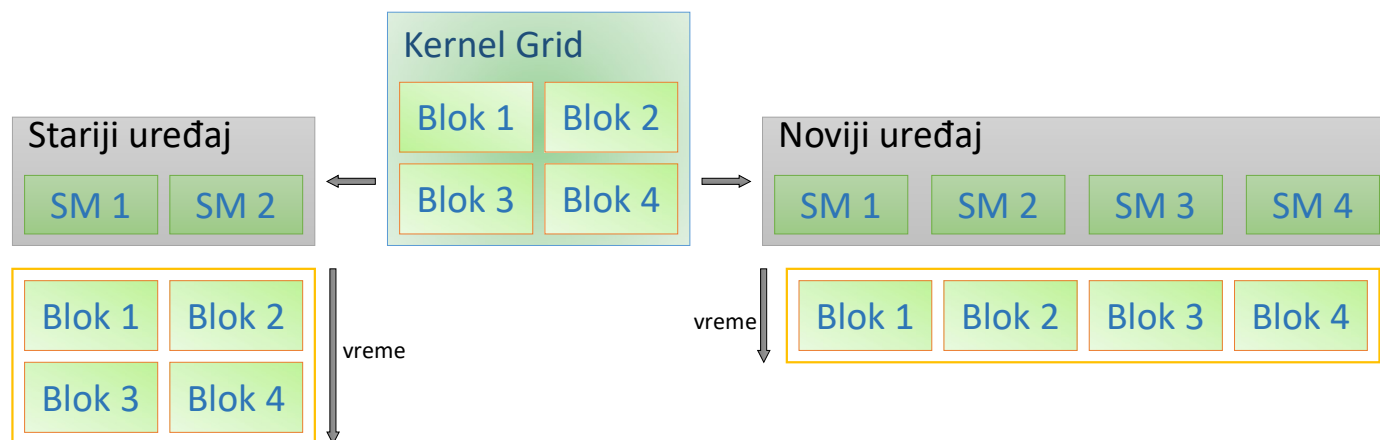 Kernel Grid
Blok 1 Blok 2
Blok 3 Blok 4
Stariji uređaj
SM 1 SM 2
Blok 1 Blok 2
Blok 3 Blok 4
vreme
Noviji uređaj
SM 1 SM 2 SM 3 SM 4
vreme
Blok 1 Blok 2 Blok 3 Blok 4